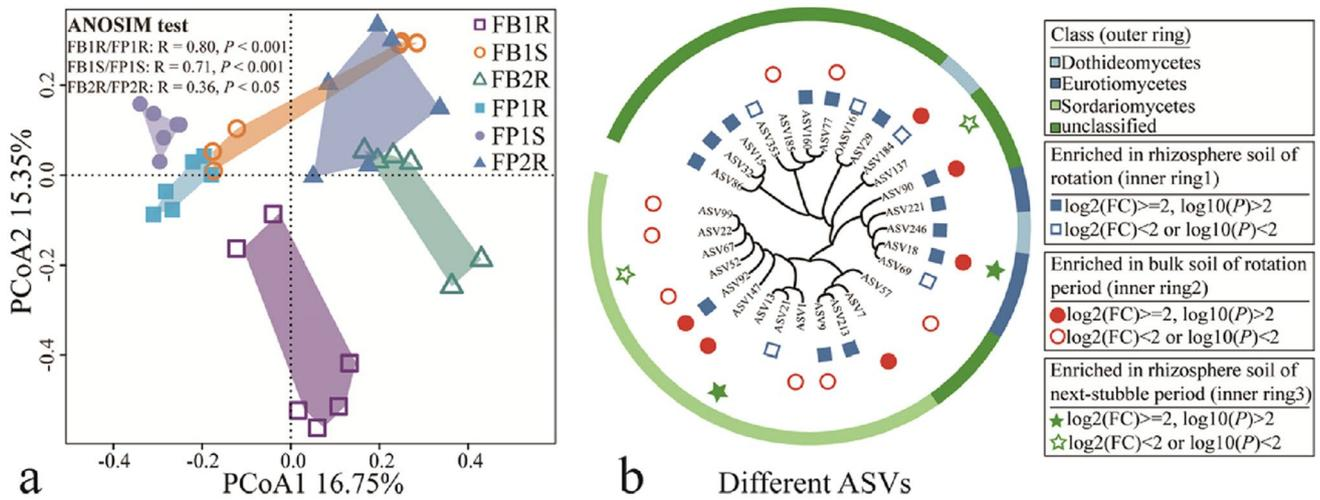 ANOSIM test
FB1R/FP1R: R = 0.80, P < 0.001
FB1S/FP1S: R = 0.71, P < 0.001
FB2R/FP2R: R = 0.36, P < 0.05
FB1R
FB1S
FB2R
FP1R
FP1S
FP2R
PCoA2 15.35%
0.2
0.0
-0.2
-0.4
-0.4
-0.2
0.0
0.2
0.4
PCoA1 16.75%
a
ASV86
ASV32
ASV15
ASV353
ASV185
ASV77
ASV29
ASV184
ASV137
ASV90
ASV221
ASV246
ASV18
ASV69
ASV57
ASV7
ASV213
ASV9
ASV1
ASV21
ASV13
ASV147
ASV52
ASV67
ASV22
ASV99
b
Different ASVs
Class (outer ring)
Dothideomycetes
Eurotiomycetes
Sordariomycetes
unclassified
Enriched in rhizosphere soil of
rotation (inner ring1)
log2(FC)>=2, log10(P)>2
log2(FC)<2 or log10(P)<2
Enriched in bulk soil of rotation
period (inner ring2)
log2(FC)>=2, log10(P)>2
log2(FC)<2 or log10(P)<2
Enriched in rhizosphere soil of
next-stubble period (inner ring3)
log2(FC)>=2, log10(P)>2
log2(FC)<2 or log10(P)<2